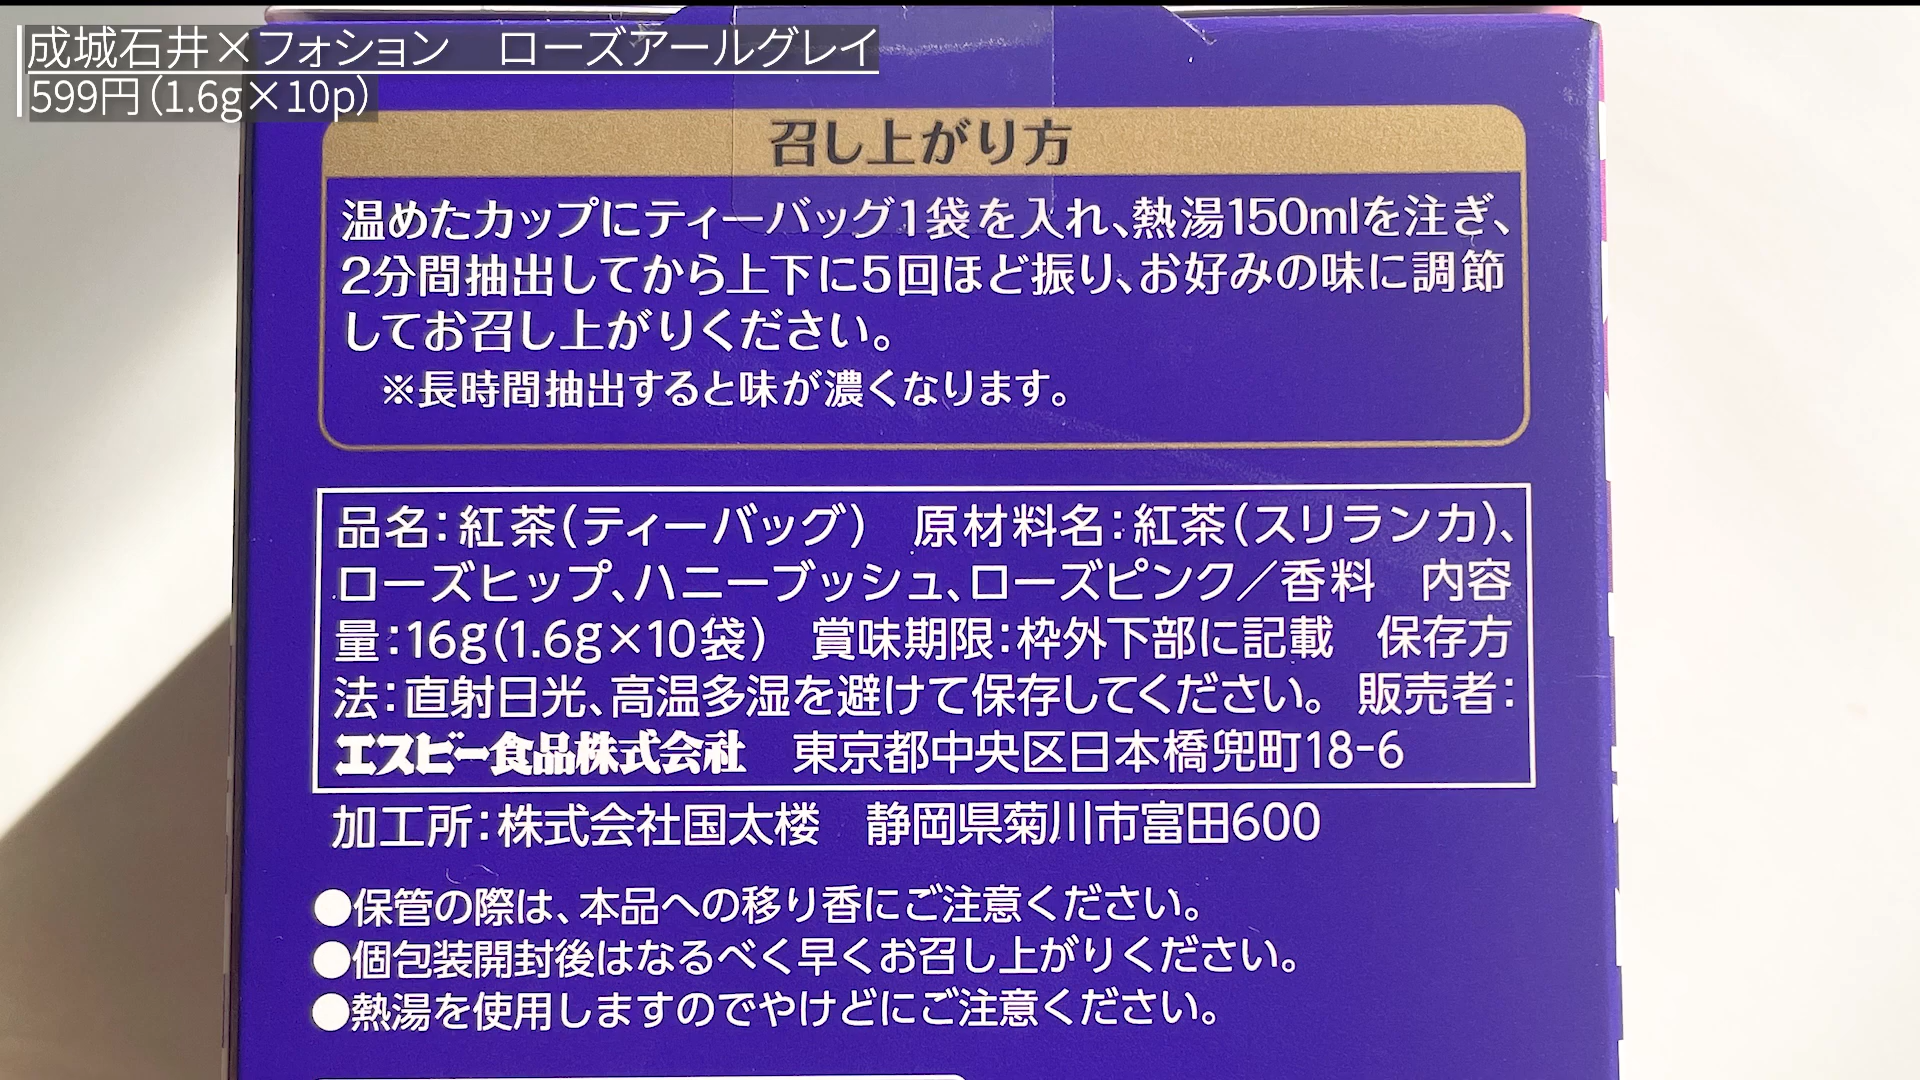 成城石井×フォション　ローズアールグレイ
599円(1.6g×10p)
召し上がり方
温めたカップにティーバッグ1袋を入れ、熱湯150mlを注ぎ、
2分間抽出してから上下に5回ほど振り、お好みの味に調節
してお召し上がりください。
※長時間抽出すると味が濃くなります。
品名:紅茶(ティーバッグ)　原材料名:紅茶(スリランカ)、
ローズヒップ、ハニーブッシュ、ローズピンク／香料　内容
量:16g(1.6g×10袋)　賞味期限:枠外下部に記載　保存方
法:直射日光、高温多湿を避けて保存してください。 販売者:
エスビー食品株式会社　東京都中央区日本橋兜町18-6
加工所:株式会社国太楼　静岡県菊川市富田600
●保管の際は、本品への移り香にご注意ください。
●個包装開封後はなるべく早くお召し上がりください。
●熱湯を使用しますのでやけどにご注意ください。